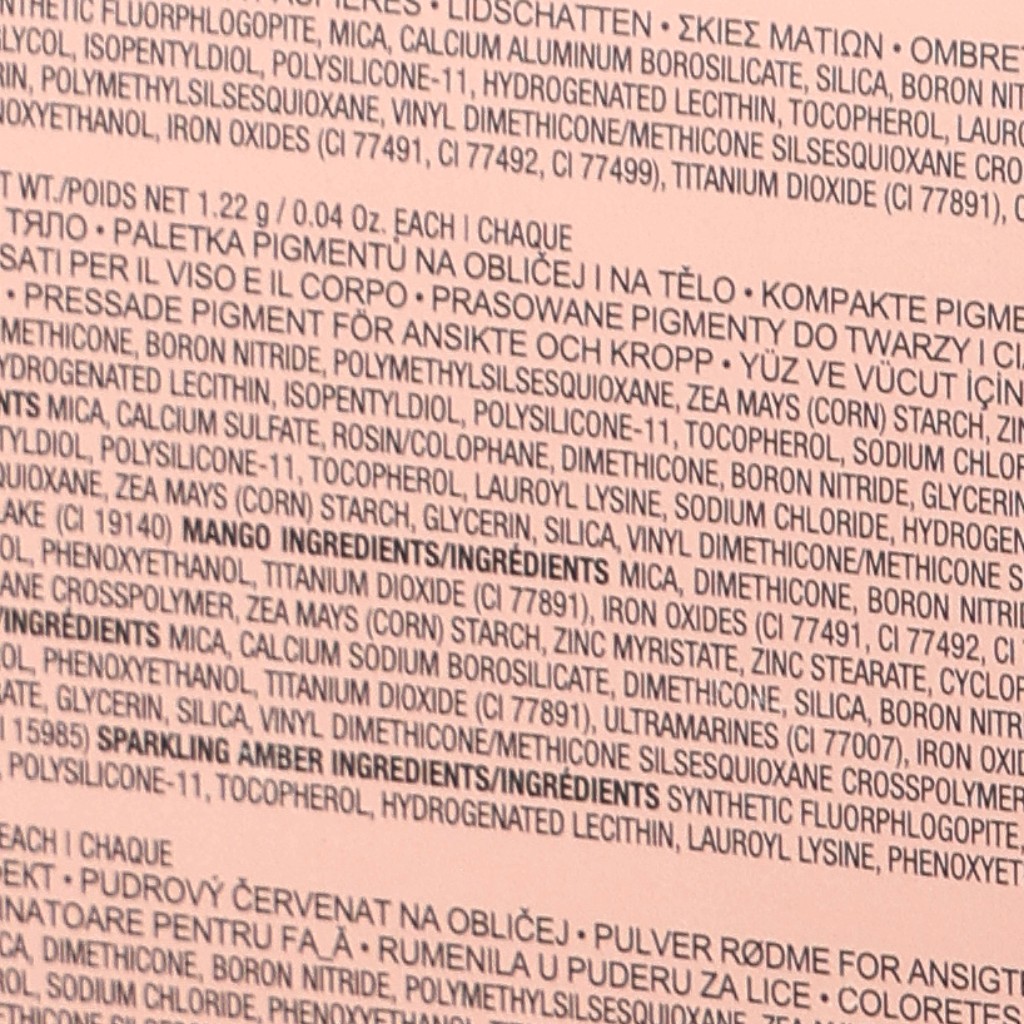 • LIDSCHATTEN • ΣΚΙΕΣ ΜΑΤΙΩΝ • OMBRE
FLUORPHLOGOPITE, MICA, CALCIUM ALUMINUM BOROSILICATE, SILICA, BORON NIT
GLYCOL, ISOPENTYLDIOL, POLYSILICONE-11, HYDROGENATED LECITHIN, TOCOPHEROL, LAURO
RIN, POLYMETHYLSILSESQUIOXANE, VINYL DIMETHICONE/METHICONE SILSESQUIOXANE CRO
NOXYETHANOL, IRON OXIDES (CI 77491, CI 77492, CI 77499), TITANIUM DIOXIDE (CI 77891), C
T WT./POIDS NET 1.22 g / 0.04 Oz. EACH | CHAQUE
ТЯЛО • PALETKA PIGMENTŮ NA OBLIČEJ I NA TĚLO • KOMPAKTE PIGME
SATI PER IL VISO E IL CORPO • PRASOWANE PIGMENTY DO TWARZY I CI
• PRESSADE PIGMENT FÖR ANSIKTE OCH KROPP • YÜZ VE VÜCUT İÇİN
METHICONE, BORON NITRIDE, POLYMETHYLSILSESQUIOXANE, ZEA MAYS (CORN) STARCH, ZIN
YDROGENATED LECITHIN, ISOPENTYLDIOL, POLYSILICONE-11, TOCOPHEROL, SODIUM CHLOR
NTS MICA, CALCIUM SULFATE, ROSIN/COLOPHANE, DIMETHICONE, BORON NITRIDE, GLYCERIN
TYLDIOL, POLYSILICONE-11, TOCOPHEROL, LAUROYL LYSINE, SODIUM CHLORIDE, HYDROGEN
QUIOXANE, ZEA MAYS (CORN) STARCH, GLYCERIN, SILICA, VINYL DIMETHICONE/METHICONE S
LAKE (CI 19140) MANGO INGREDIENTS/INGRÉDIENTS MICA, DIMETHICONE, BORON NITRID
OL, PHENOXYETHANOL, TITANIUM DIOXIDE (CI 77891), IRON OXIDES (CI 77491, CI 77492, CI
ANE CROSSPOLYMER, ZEA MAYS (CORN) STARCH, ZINC MYRISTATE, ZINC STEARATE, CYCLOP
/INGRÉDIENTS MICA, CALCIUM SODIUM BOROSILICATE, DIMETHICONE, SILICA, BORON NITR
OL, PHENOXYETHANOL, TITANIUM DIOXIDE (CI 77891), ULTRAMARINES (CI 77007), IRON OXID
RATE, GLYCERIN, SILICA, VINYL DIMETHICONE/METHICONE SILSESQUIOXANE CROSSPOLYMER
I 15985) SPARKLING AMBER INGREDIENTS/INGRÉDIENTS SYNTHETIC FLUORPHLOGOPITE,
, POLYSILICONE-11, TOCOPHEROL, HYDROGENATED LECITHIN, LAUROYL LYSINE, PHENOXYET
EACH | CHAQUE
ЕКТ • PUDROVÝ ČERVENAT NA OBLIČEJ • PULVER RØDME FOR ANSIGT
INATOARE PENTRU FA_Ă • RUMENILA U PUDERU ZA LICE • COLORETES
CA, DIMETHICONE, BORON NITRIDE, POLYMETHYLSILSESQUIOXANE, ZEA
ROL, SODIUM CHLORIDE, PHENOXYETHANOL